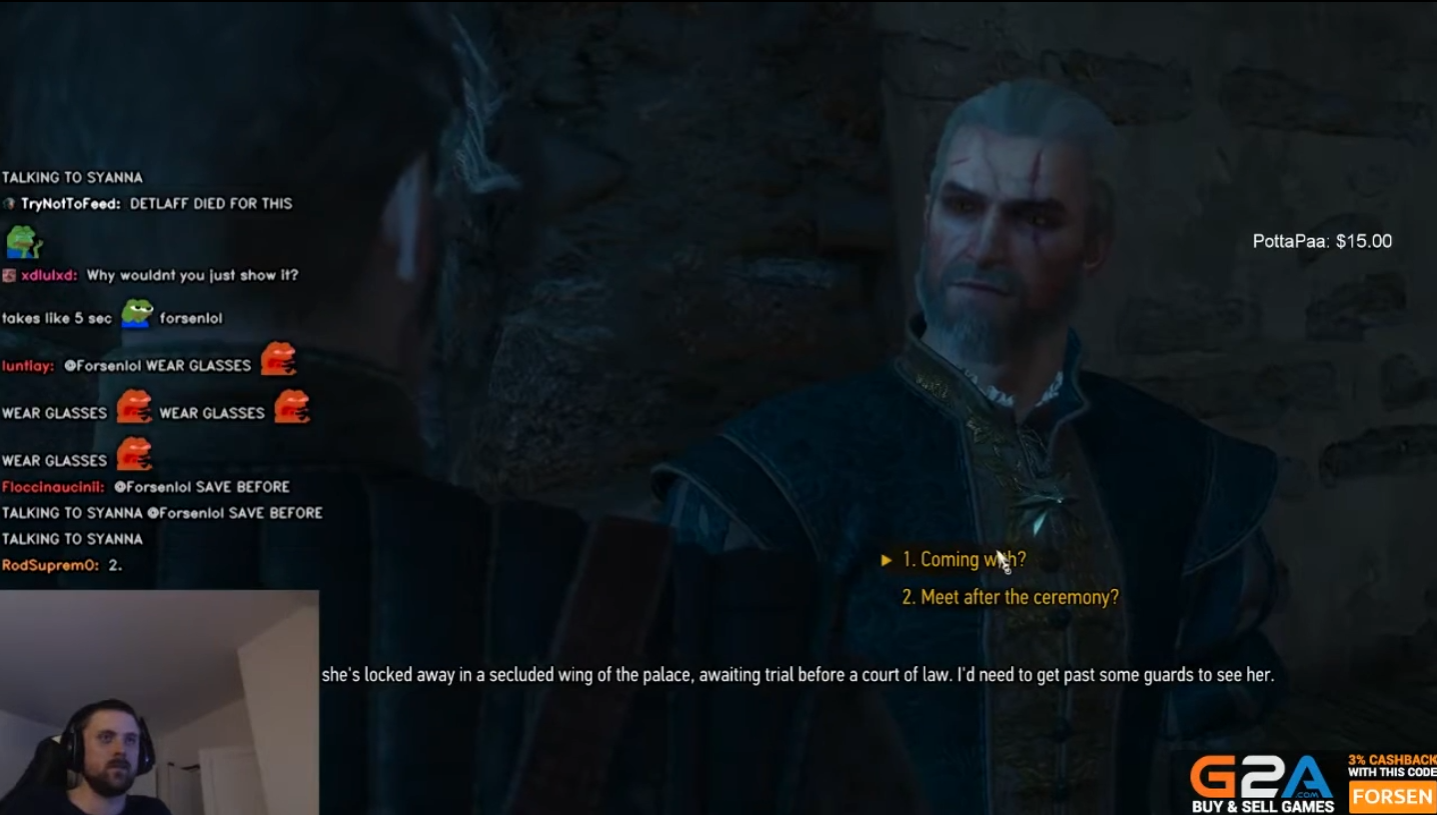 TALKING TO SYANNA
TryNotToFeed: DETLAFF DIED FOR THIS
PottaPaa: $15.00
xdlulxd: Why wouldnt you just show it?
takes like 5 sec forsenlol
luntlay: @Forsenlol WEAR GLASSES
WEAR GLASSES WEAR GLASSES
WEAR GLASSES
Floccinaucinii: @Forsenlol SAVE BEFORE
TALKING TO SYANNA @Forsenlol SAVE BEFORE
TALKING TO SYANNA
RodSuprem0: 2.
1. Coming with?
2. Meet after the ceremony?
she's locked away in a secluded wing of the palace, awaiting trial before a court of law. I'd need to get past some guards to see her.
G2A
.COM
BUY & SELL GAMES
3% CASHBACK
WITH THIS CODE
FORSEN